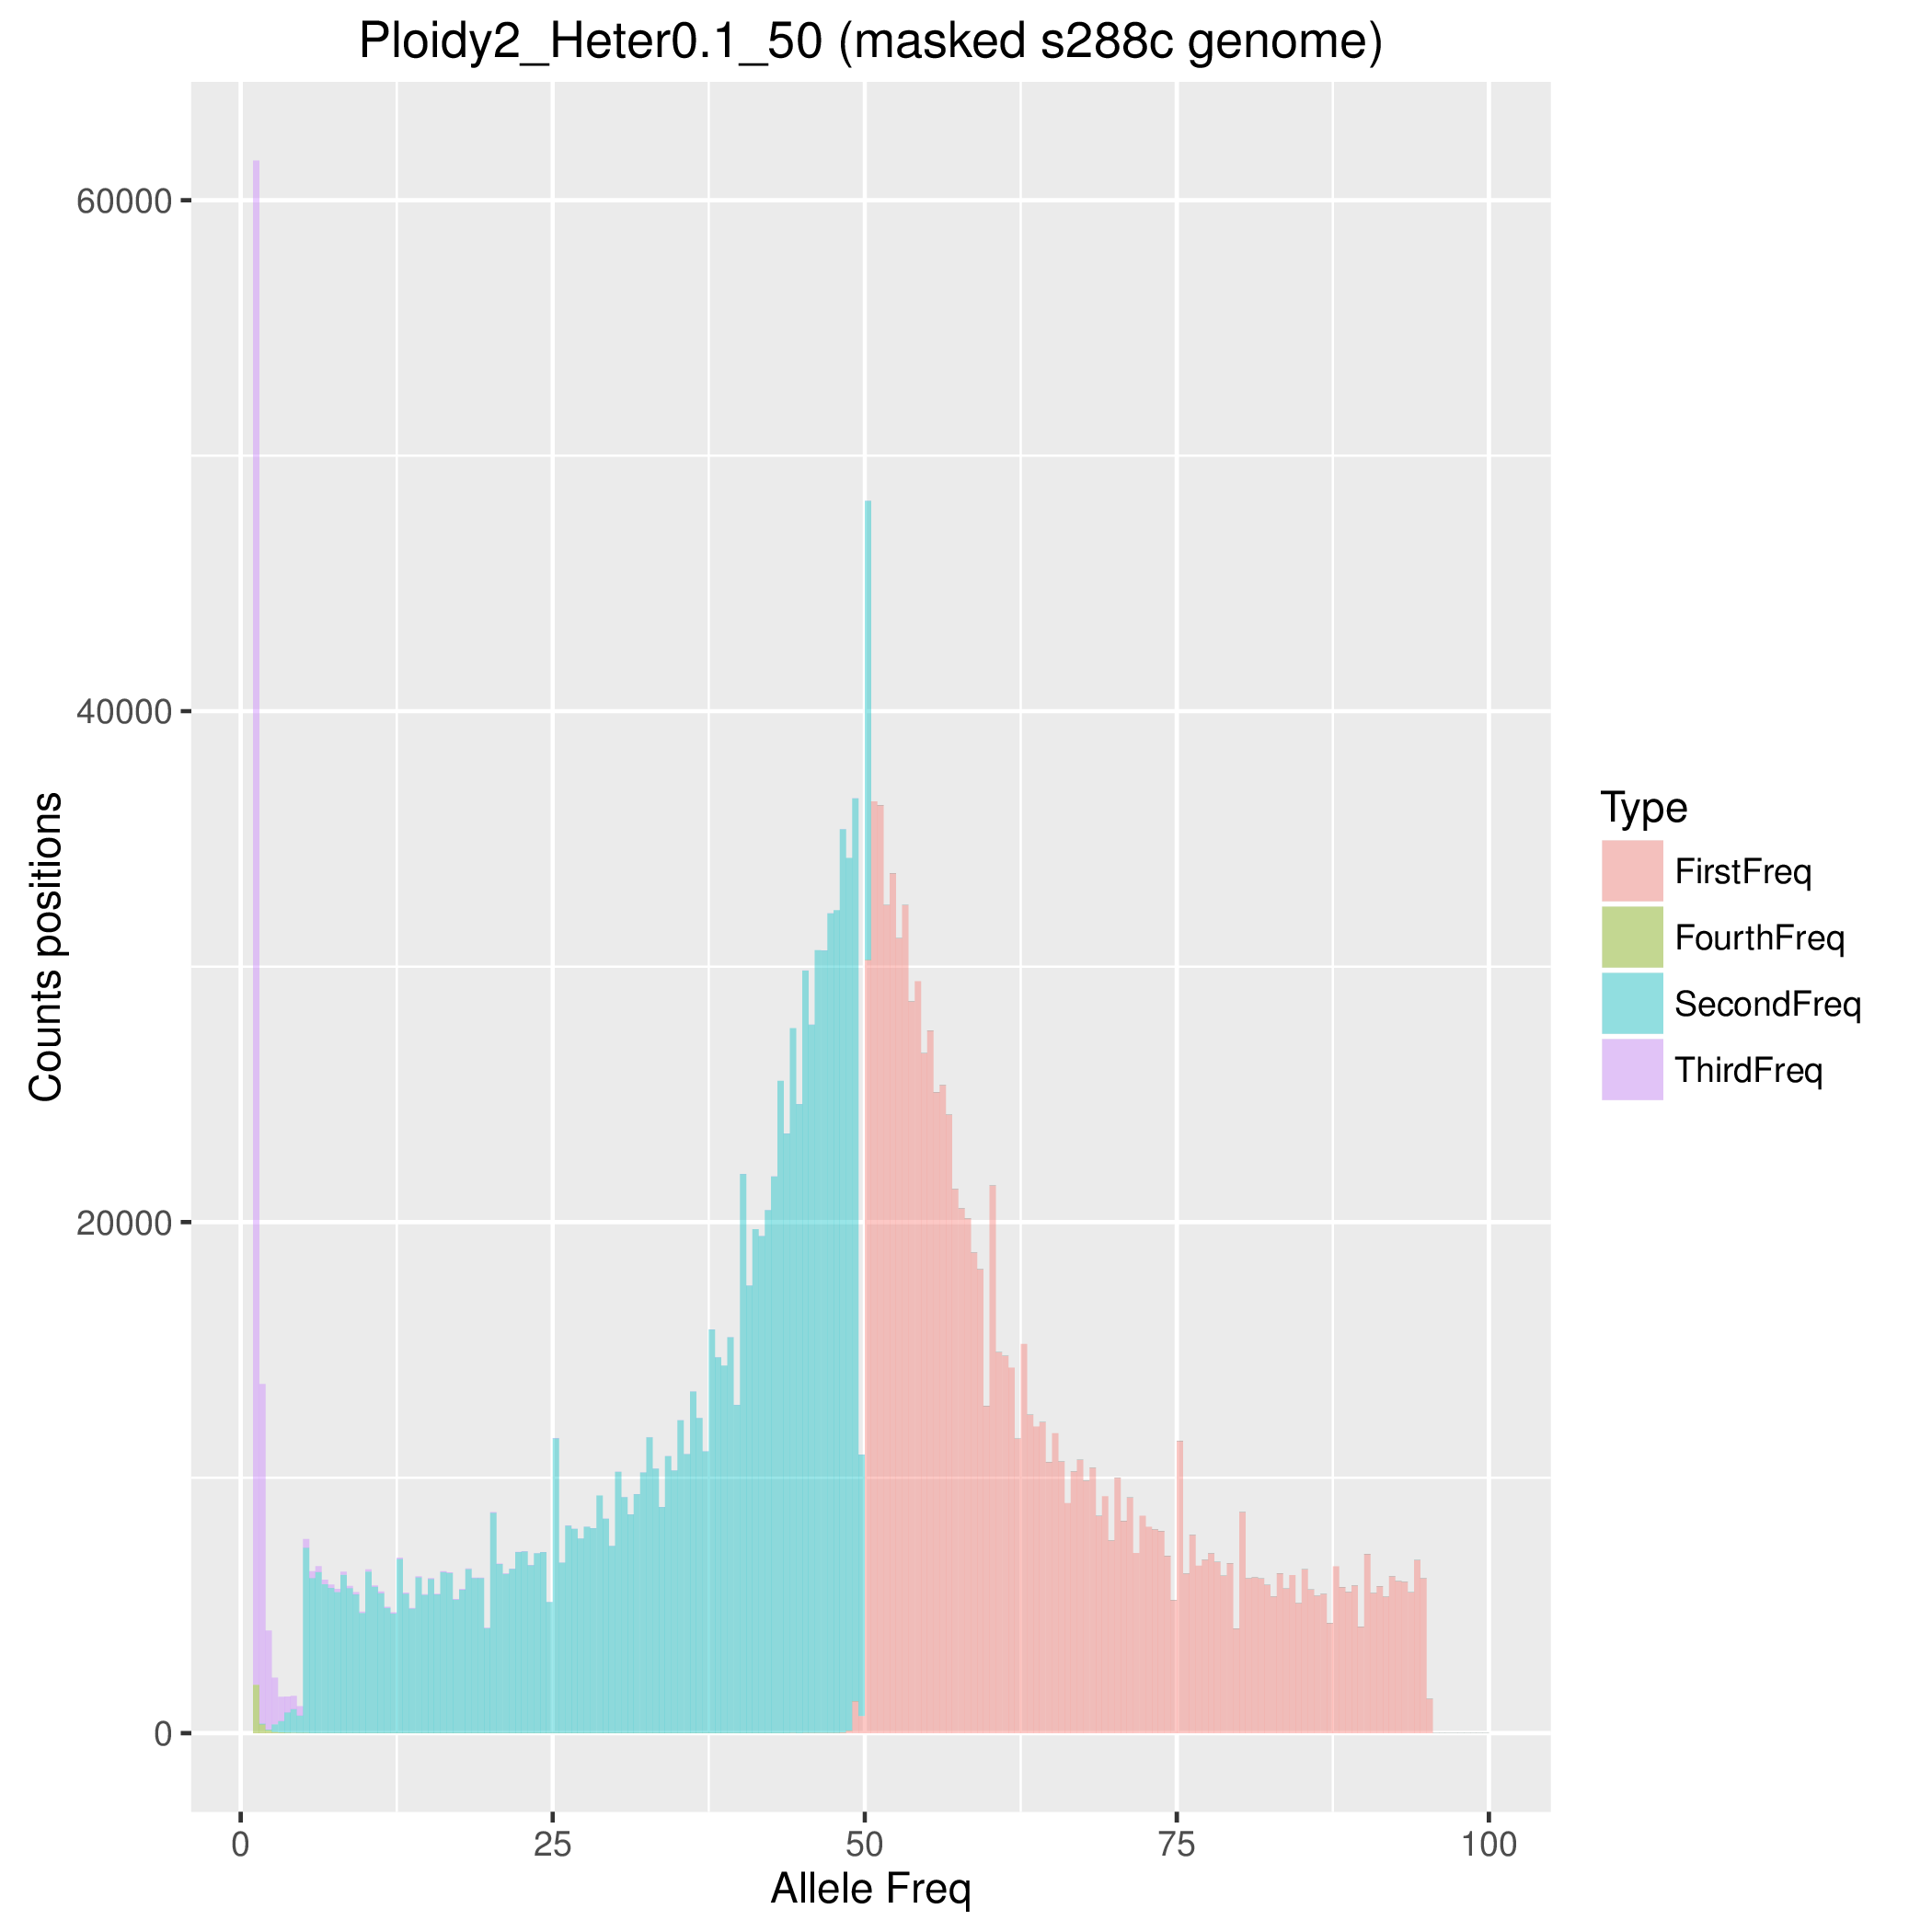 Ploidy2_Heter0.1_50 (masked s288c genome)
60000
40000
20000
0
Counts positions
0 25 50 75 100
Allele Freq
Type
FirstFreq
FourthFreq
SecondFreq
ThirdFreq